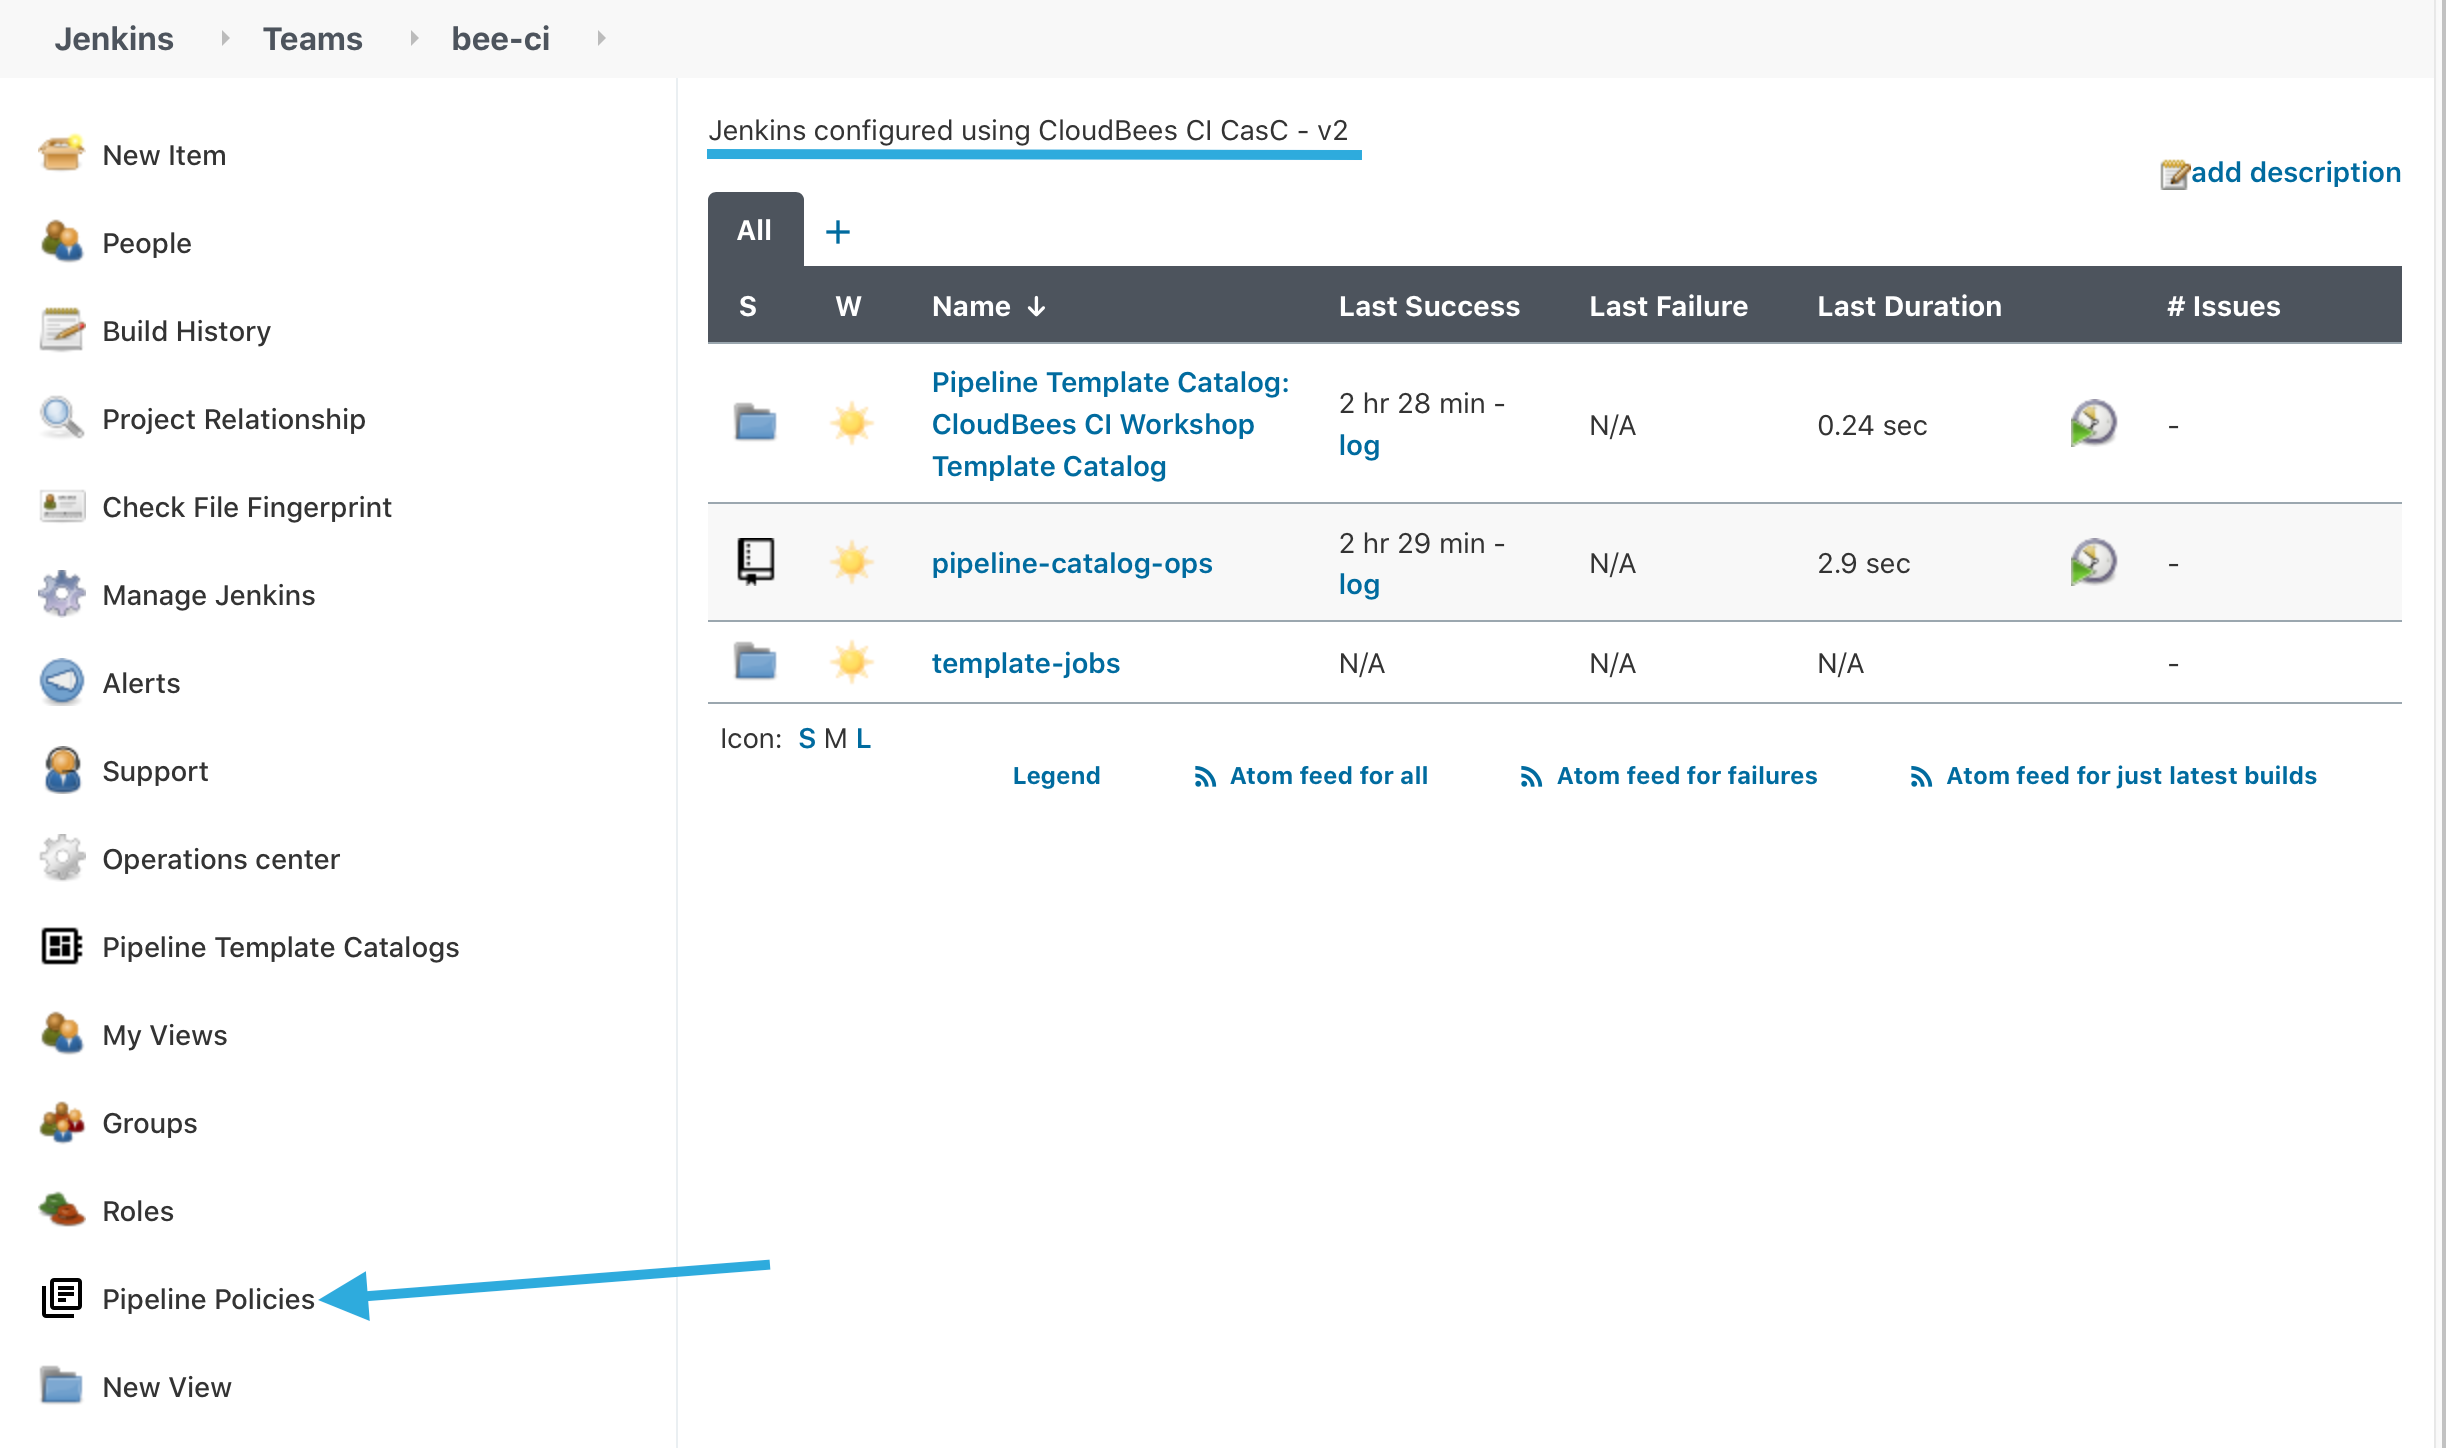 Jenkins Teams bee-ci
New Item
People
Build History
Project Relationship
Check File Fingerprint
Manage Jenkins
Alerts
Support
Operations center
Pipeline Template Catalogs
My Views
Groups
Roles
Pipeline Policies
New View
Jenkins configured using CloudBees CI CasC - v2
add description
All +
S W Name ↓ Last Success Last Failure Last Duration # Issues
Pipeline Template Catalog:
CloudBees CI Workshop
Template Catalog
2 hr 28 min -
log
N/A
0.24 sec
-
pipeline-catalog-ops
2 hr 29 min -
log
N/A
2.9 sec
-
template-jobs N/A N/A N/A -
Icon: S M L
Legend Atom feed for all Atom feed for failures Atom feed for just latest builds